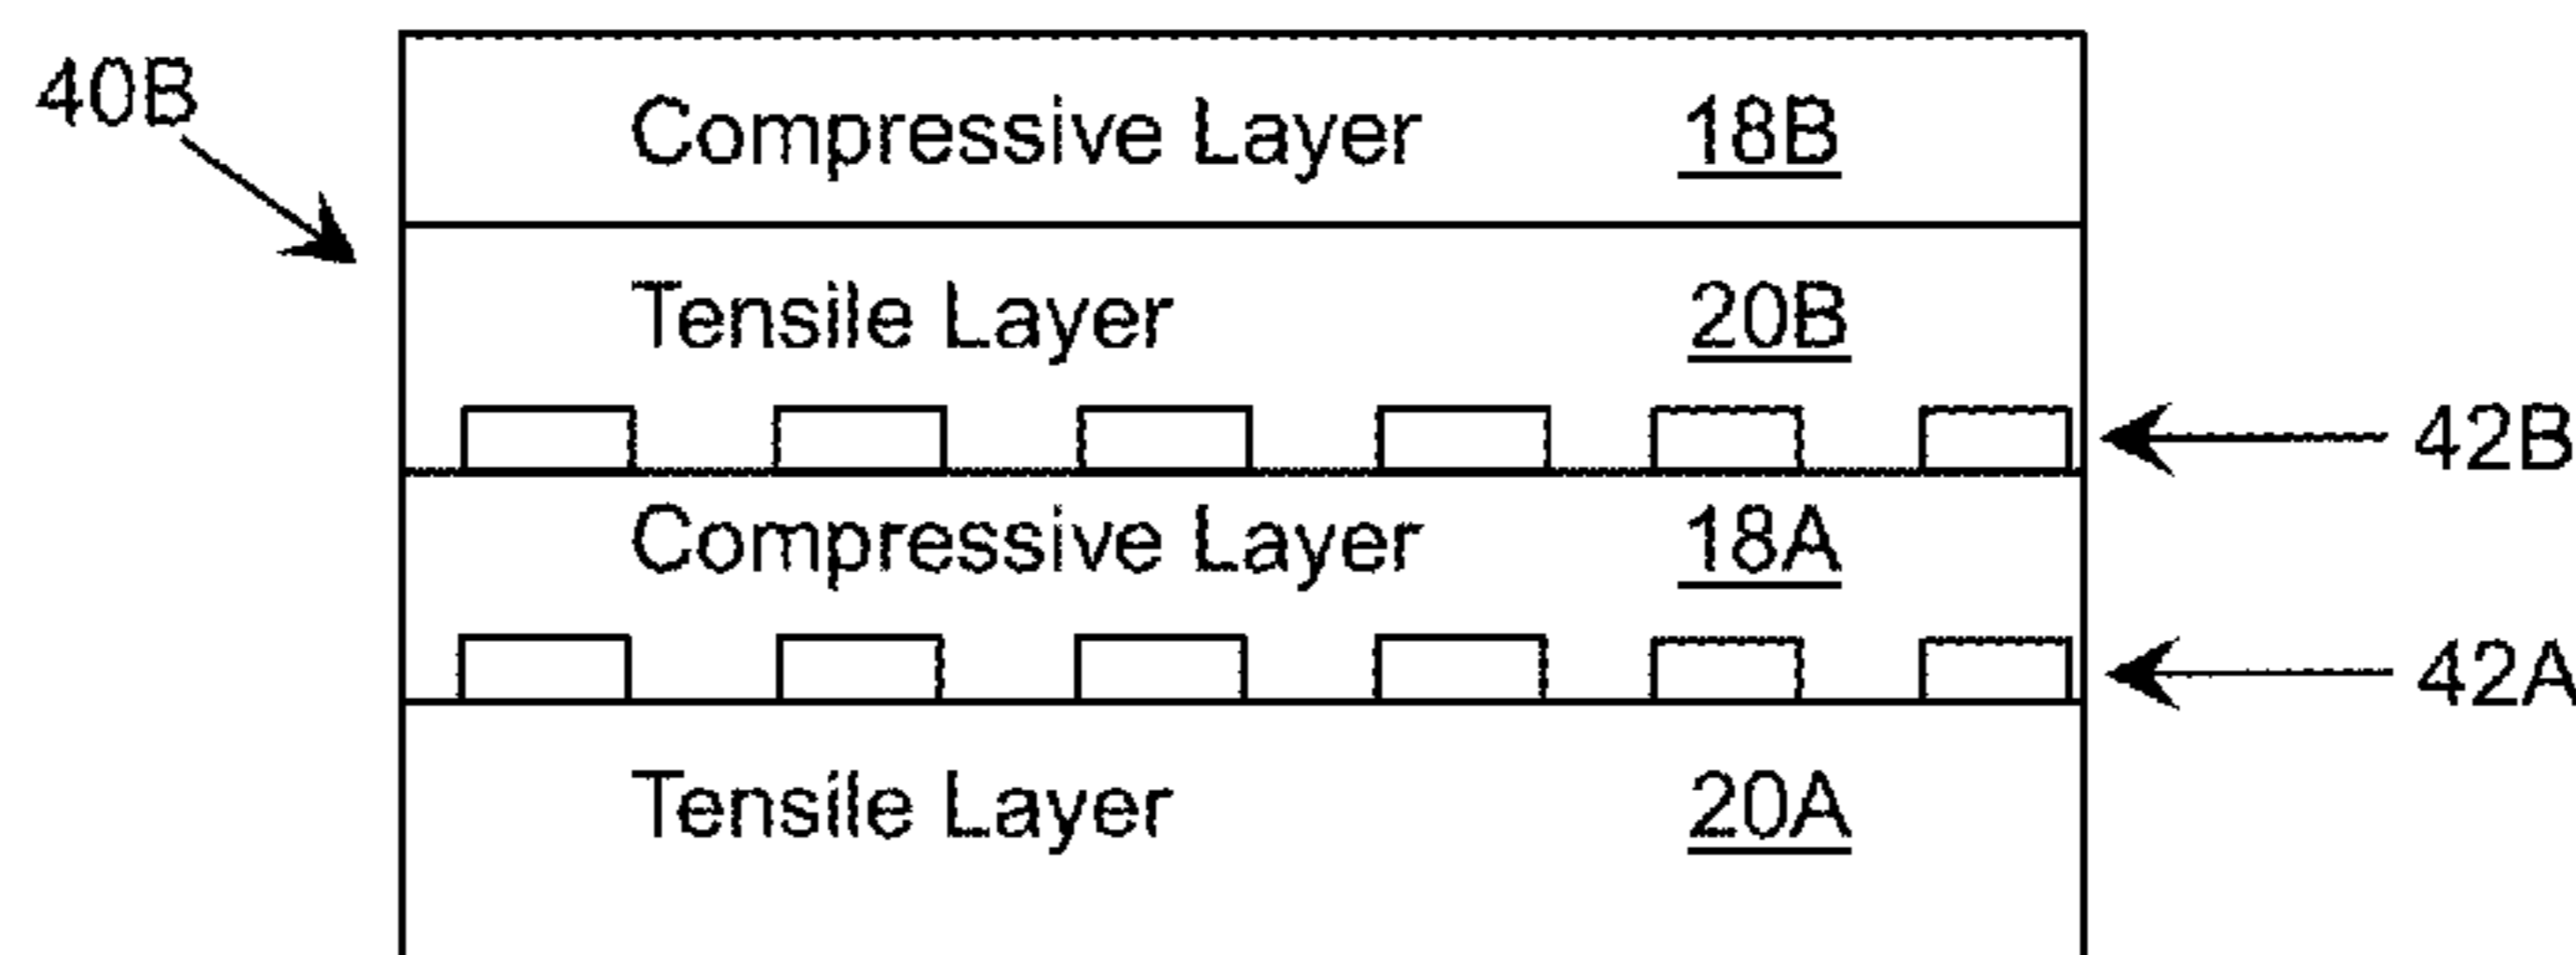 40B
Compressive Layer 18B
Tensile Layer 20B
42B
Compressive Layer 18A
42A
Tensile Layer 20A